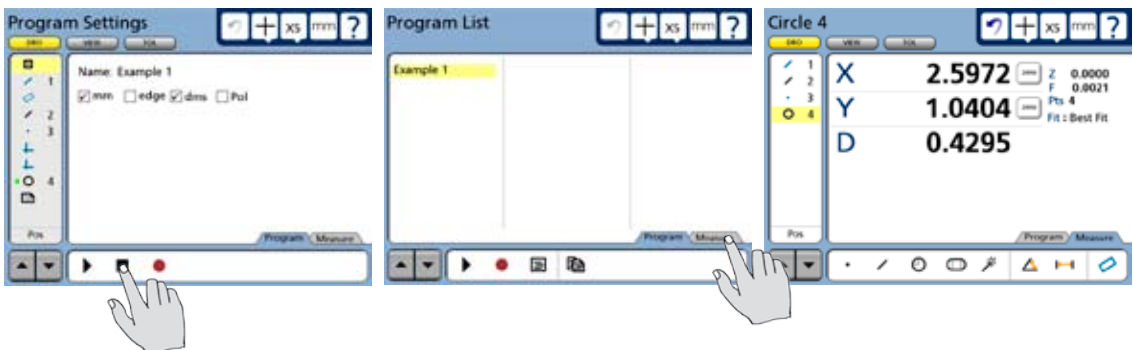 Program Settings
xs mm ?
DRO VIEW TOL
Name: Example 1
mm edge dms Pol
1
2
3
4
Pos
Program Measure
Program List
xs mm ?
Example 1
Program Measure
Circle 4
xs mm ?
DRO VIEW TOL
1
2
3
4
X 2.5972 zero Z 0.0000
F 0.0021
Y 1.0404 zero Pts 4
Fit : Best Fit
D 0.4295
Pos
Program Measure